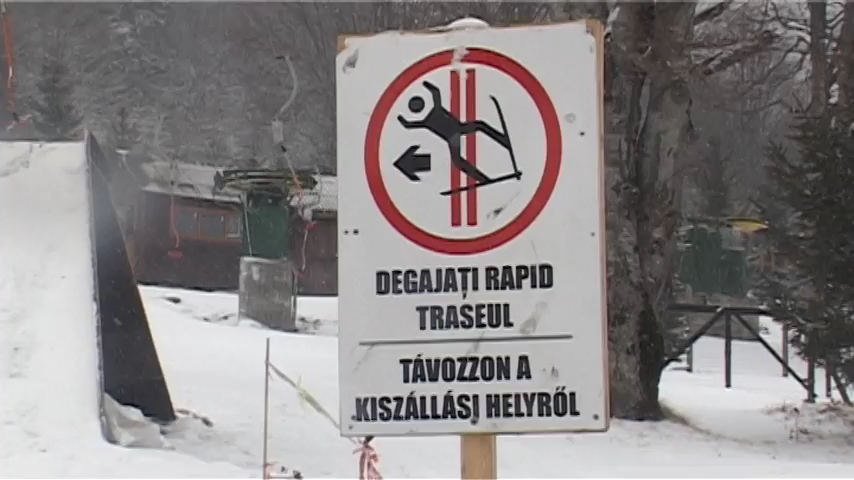 DEGAJAȚI RAPID
TRASEUL
TÁVOZZON A
KISZÁLLÁSI HELYRŐL